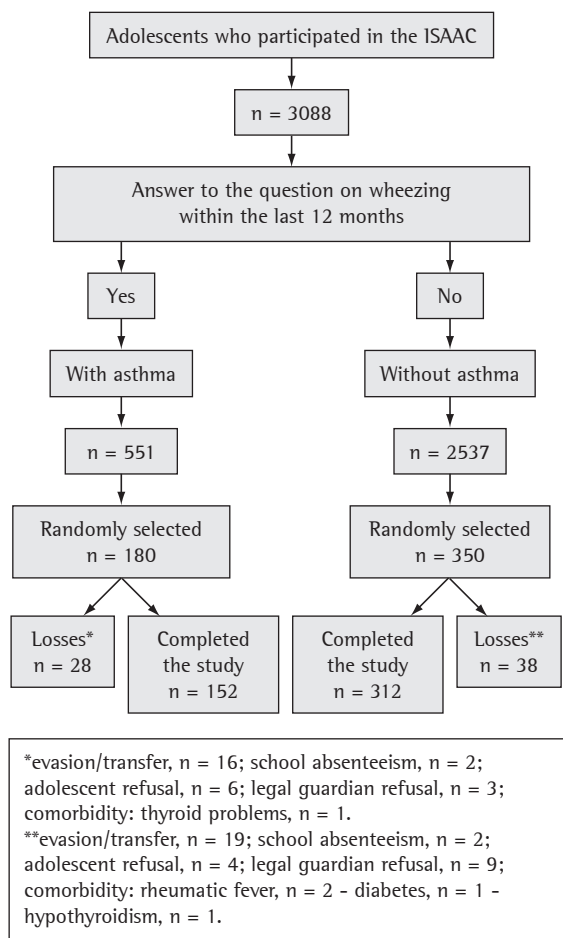 Adolescents who participated in the ISAAC
n = 3088
Answer to the question on wheezing
within the last 12 months
Yes
No
With asthma
Without asthma
n = 551
n = 2537
Randomly selected
n = 180
Randomly selected
n = 350
Losses*
n = 28
Completed
the study
n = 152
Completed
the study
n = 312
Losses**
n = 38
*evasion/transfer, n = 16; school absenteeism, n = 2;
adolescent refusal, n = 6; legal guardian refusal, n = 3;
comorbidity: thyroid problems, n = 1.
**evasion/transfer, n = 19; school absenteeism, n = 2;
adolescent refusal, n = 4; legal guardian refusal, n = 9;
comorbidity: rheumatic fever, n = 2 - diabetes, n = 1 -
hypothyroidism, n = 1.